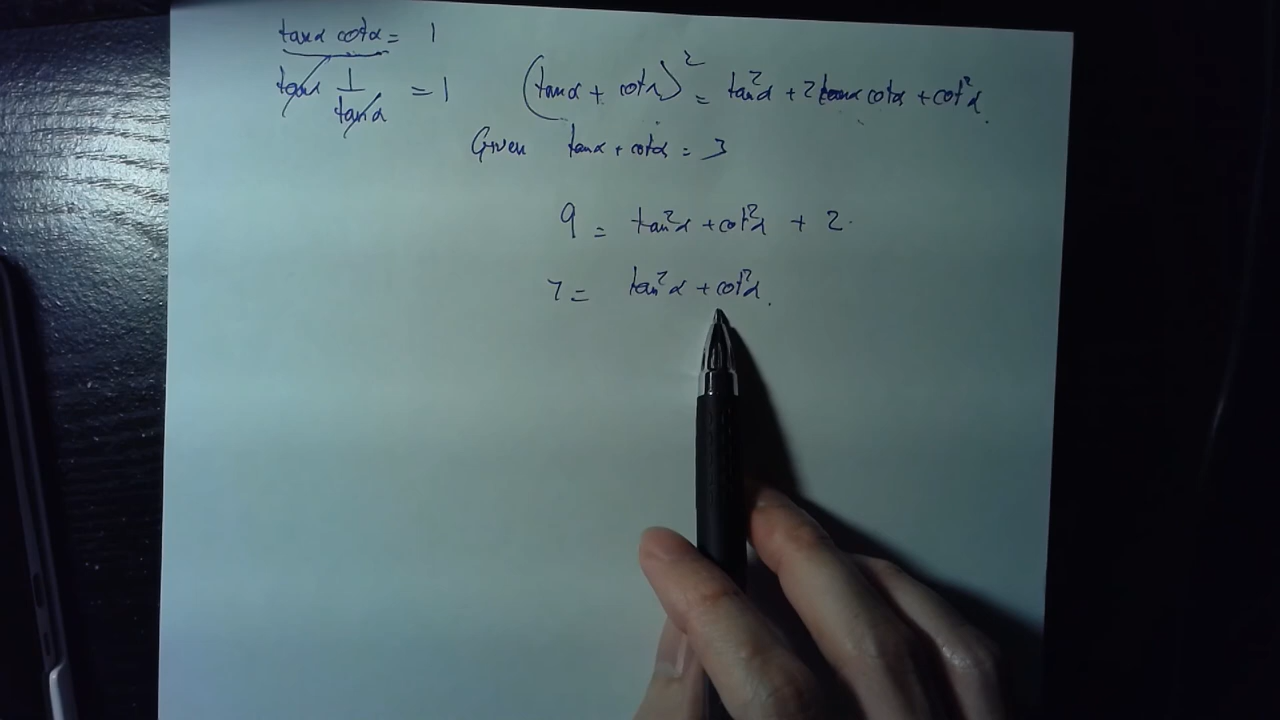 tanα cotα = 1
tanα 1/tanα = 1
(tanα + cotα)² = tan²α + 2tanα cotα + cot²α.
Given tanα + cotα = 3
9 = tan²α + cot²α + 2.
7 = tan²α + cot²α.